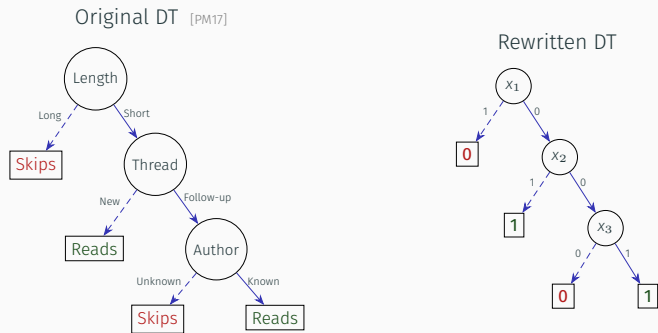 Original DT [PM17]
Length
Long
Short
Skips
Thread
New
Follow-up
Reads
Author
Unknown
Known
Skips
Reads
Rewritten DT
x₁
1
0
0
x₂
1
0
1
x₃
0
1
0
1